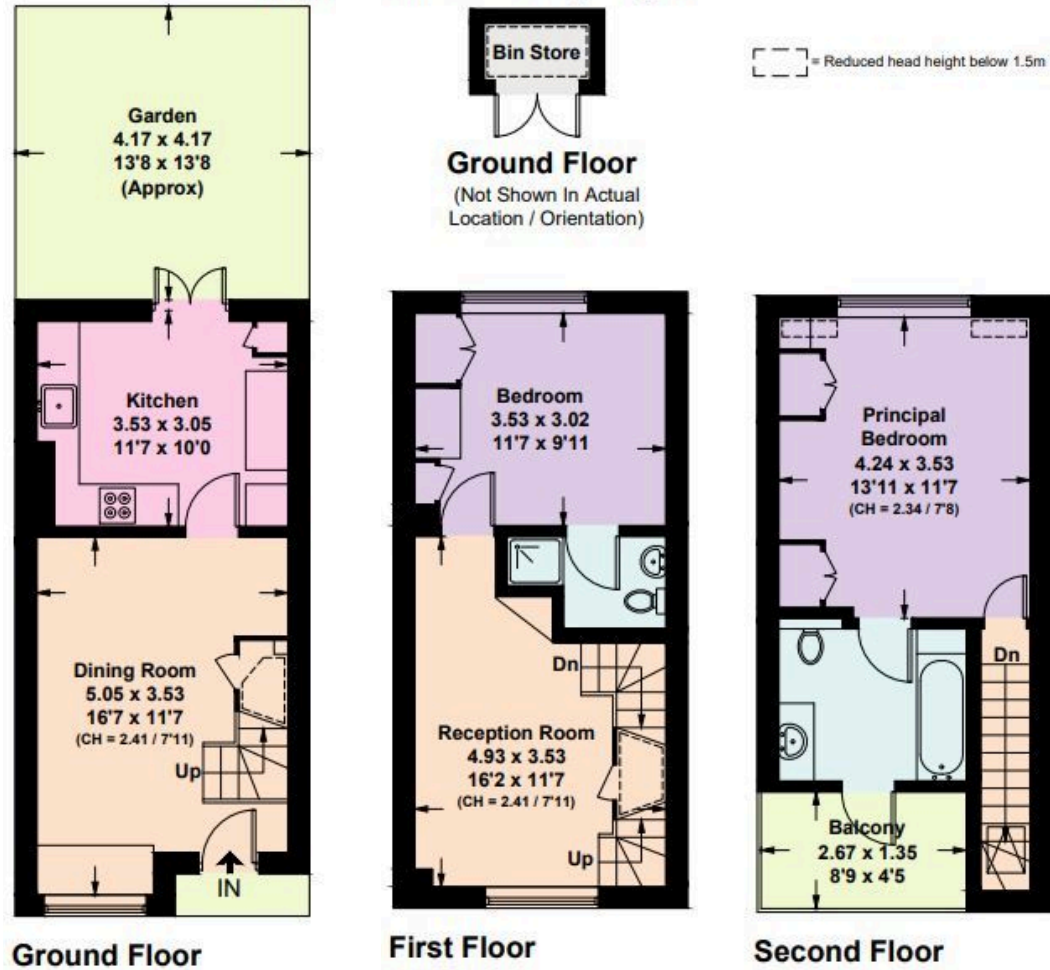 Bin Store
= Reduced head height below 1.5m
Ground Floor
(Not Shown In Actual
Location / Orientation)
Garden
4.17 x 4.17
13'8 x 13'8
(Approx)
Kitchen
3.53 x 3.05
11'7 x 10'0
Dining Room
5.05 x 3.53
16'7 x 11'7
(CH = 2.41 / 7'11)
Up
IN
Ground Floor
Bedroom
3.53 x 3.02
11'7 x 9'11
Dn
Reception Room
4.93 x 3.53
16'2 x 11'7
(CH = 2.41 / 7'11)
Up
First Floor
Principal
Bedroom
4.24 x 3.53
13'11 x 11'7
(CH = 2.34 / 7'8)
Dn
Balcony
2.67 x 1.35
8'9 x 4'5
Second Floor